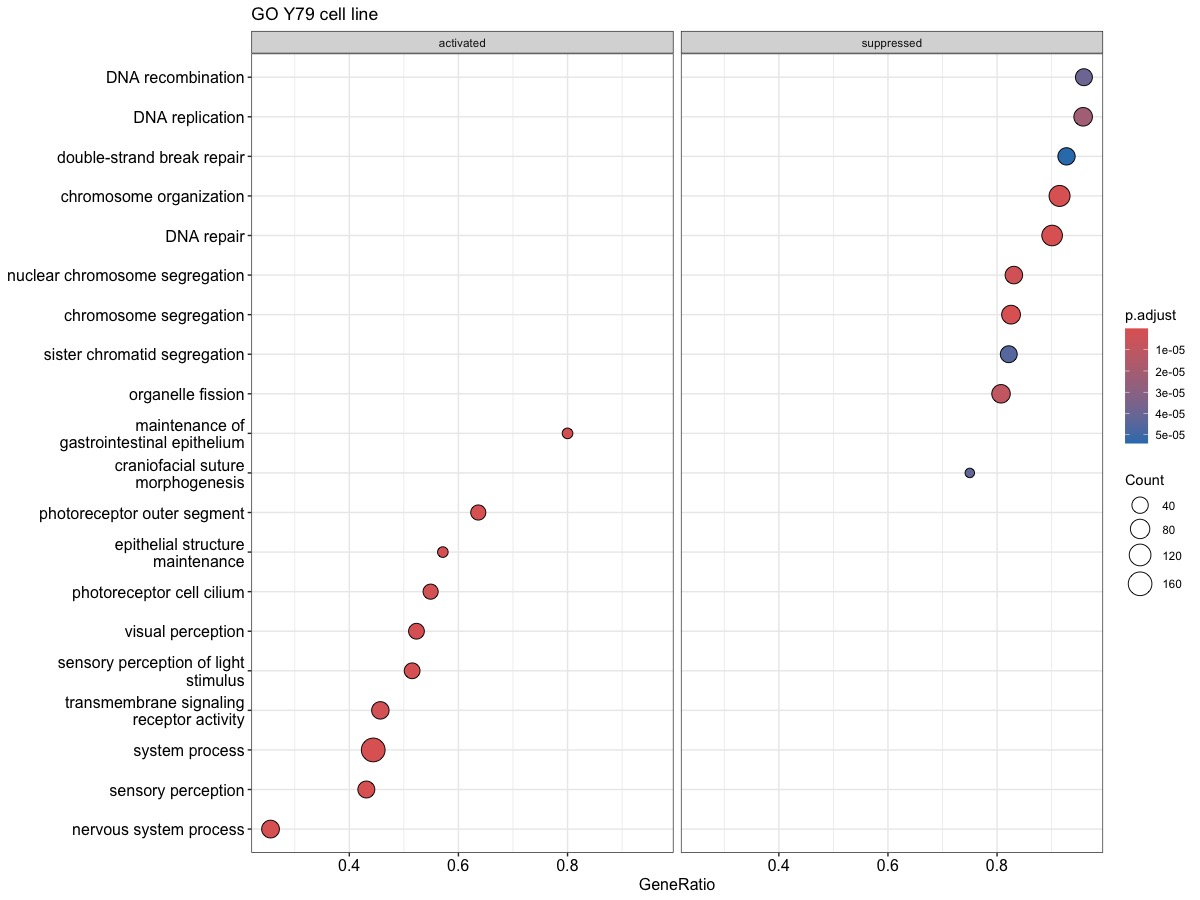 GO Y79 cell line
activated
suppressed
DNA recombination
DNA replication
double-strand break repair
chromosome organization
DNA repair
nuclear chromosome segregation
chromosome segregation
sister chromatid segregation
organelle fission
maintenance of
gastrointestinal epithelium
craniofacial suture
morphogenesis
photoreceptor outer segment
epithelial structure
maintenance
photoreceptor cell cilium
visual perception
sensory perception of light
stimulus
transmembrane signaling
receptor activity
system process
sensory perception
nervous system process
0.4 0.6 0.8
0.4 0.6 0.8
GeneRatio
p.adjust
1e-05
2e-05
3e-05
4e-05
5e-05
Count
40
80
120
160